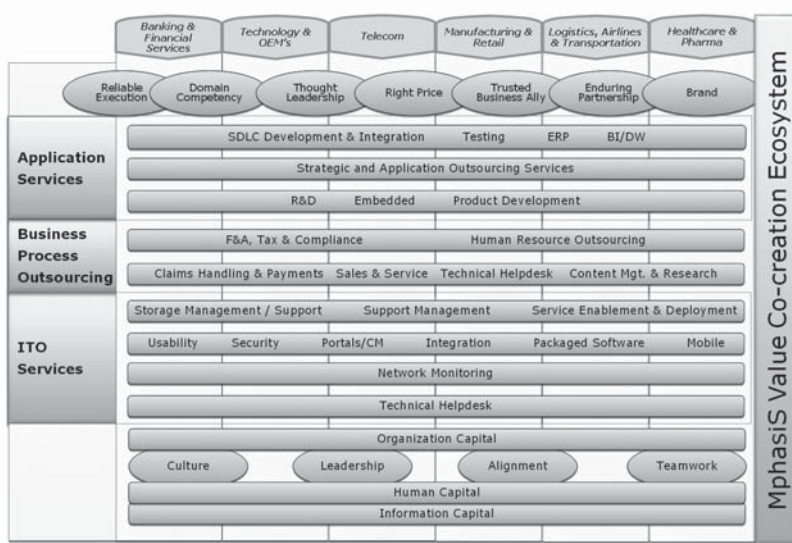 Banking &
Financial
Services
Technology &
OEM's
Telecom
Manufacturing &
Retail
Logistics, Airlines
& Transportation
Healthcare &
Pharma
Reliable
Execution
Domain
Competency
Thought
Leadership
Right Price
Trusted
Business Ally
Enduring
Partnership
Brand
Application
Services
SDLC Development & Integration Testing ERP BI/DW
Strategic and Application Outsourcing Services
R&D Embedded Product Development
Business
Process
Outsourcing
F&A, Tax & Compliance Human Resource Outsourcing
Claims Handling & Payments Sales & Service Technical Helpdesk Content Mgt. & Research
ITO
Services
Storage Management / Support Support Management Service Enablement & Deployment
Usability Security Portals/CM Integration Packaged Software Mobile
Network Monitoring
Technical Helpdesk
Organization Capital
Culture Leadership Alignment Teamwork
Human Capital
Information Capital
MphasiS Value Co-creation Ecosystem